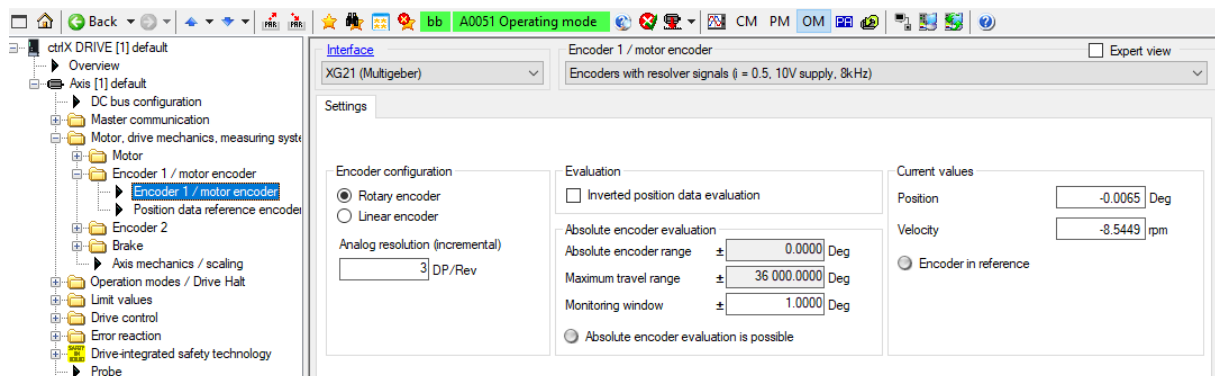 Back
PAR
PAR
bb
A0051 Operating mode
CM
PM
OM
PR
ctrlX DRIVE [1] default
Overview
Axis [1] default
DC bus configuration
Master communication
Motor, drive mechanics, measuring syste
Motor
Encoder 1 / motor encoder
Encoder 1 / motor encoder
Position data reference encoder
Encoder 2
Brake
Axis mechanics / scaling
Operation modes / Drive Halt
Limit values
Drive control
Error reaction
Drive-integrated safety technology
Probe
Interface
XG21 (Multigeber)
Encoder 1 / motor encoder
Expert view
Encoders with resolver signals (i = 0.5, 10V supply, 8kHz)
Settings
Encoder configuration
Rotary encoder
Linear encoder
Analog resolution (incremental)
3 DP/Rev
Evaluation
Inverted position data evaluation
Absolute encoder evaluation
Absolute encoder range ± 0.0000 Deg
Maximum travel range ± 36 000.0000 Deg
Monitoring window ± 1.0000 Deg
Absolute encoder evaluation is possible
Current values
Position -0.0065 Deg
Velocity -8.5449 rpm
Encoder in reference